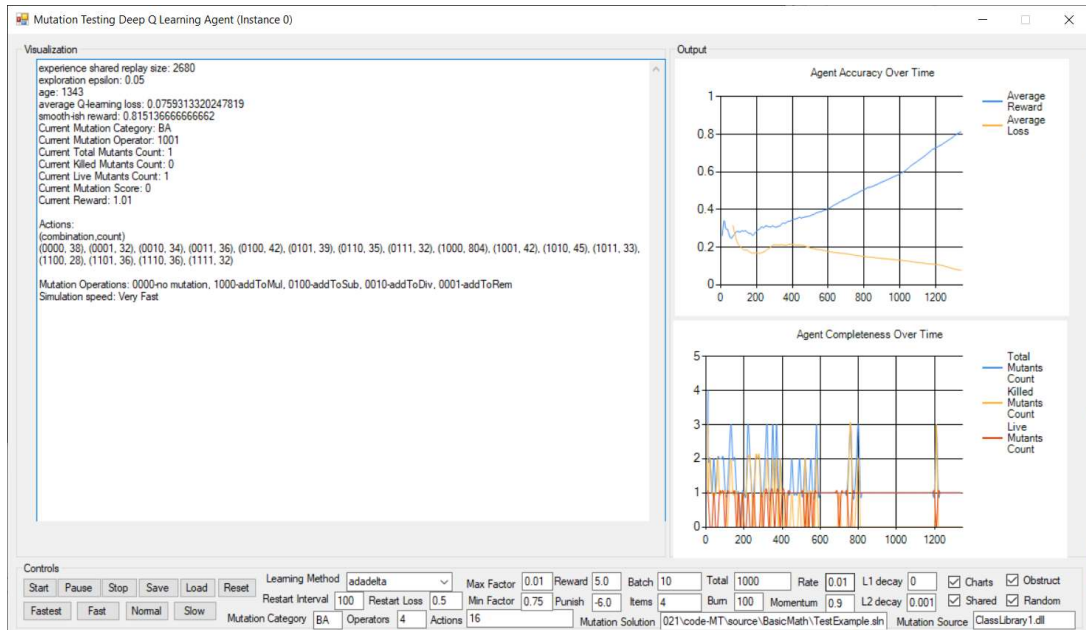 Mutation Testing Deep Q Learning Agent (Instance 0)
Visualization
experience shared replay size: 2680
exploration epsilon: 0.05
age: 1343
average Q-learning loss: 0.0759313320247819
smooth-ish reward: 0.815136666666662
Current Mutation Category: BA
Current Mutation Operator: 1001
Current Total Mutants Count: 1
Current Killed Mutants Count: 0
Current Live Mutants Count: 1
Current Mutation Score: 0
Current Reward: 1.01
Actions:
(combination,count)
(0000, 38), (0001, 32), (0010, 34), (0011, 36), (0100, 42), (0101, 39), (0110, 35), (0111, 32), (1000, 804), (1001, 42), (1010, 45), (1011, 33),
(1100, 28), (1101, 36), (1110, 36), (1111, 32)
Mutation Operations: 0000-no mutation, 1000-addToMul, 0100-addToSub, 0010-addToDiv, 0001-addToRem
Simulation speed: Very Fast
Output
Agent Accuracy Over Time
1
0.8
0.6
0.4
0.2
0
0 200 400 600 800 1000 1200
Average
Reward
Average
Loss
Agent Completeness Over Time
5
4
3
2
1
0
0 200 400 600 800 1000 1200
Total
Mutants
Count
Killed
Mutants
Count
Live
Mutants
Count
Controls
Start Pause Stop Save Load Reset
Fastest Fast Normal Slow
Learning Method adadelta
Max Factor 0.01 Reward 5.0 Batch 10 Total 1000 Rate 0.01 L1 decay 0 Charts Obstruct
Restart Interval 100 Restart Loss 0.5 Min Factor 0.75 Punish -6.0 Items 4 Burn 100 Momentum 0.9 L2 decay 0.001 Shared Random
Mutation Category BA Operators 4 Actions 16 Mutation Solution 021\code-MT\source\BasicMath\TestExample.sln Mutation Source ClassLibrary1.dll